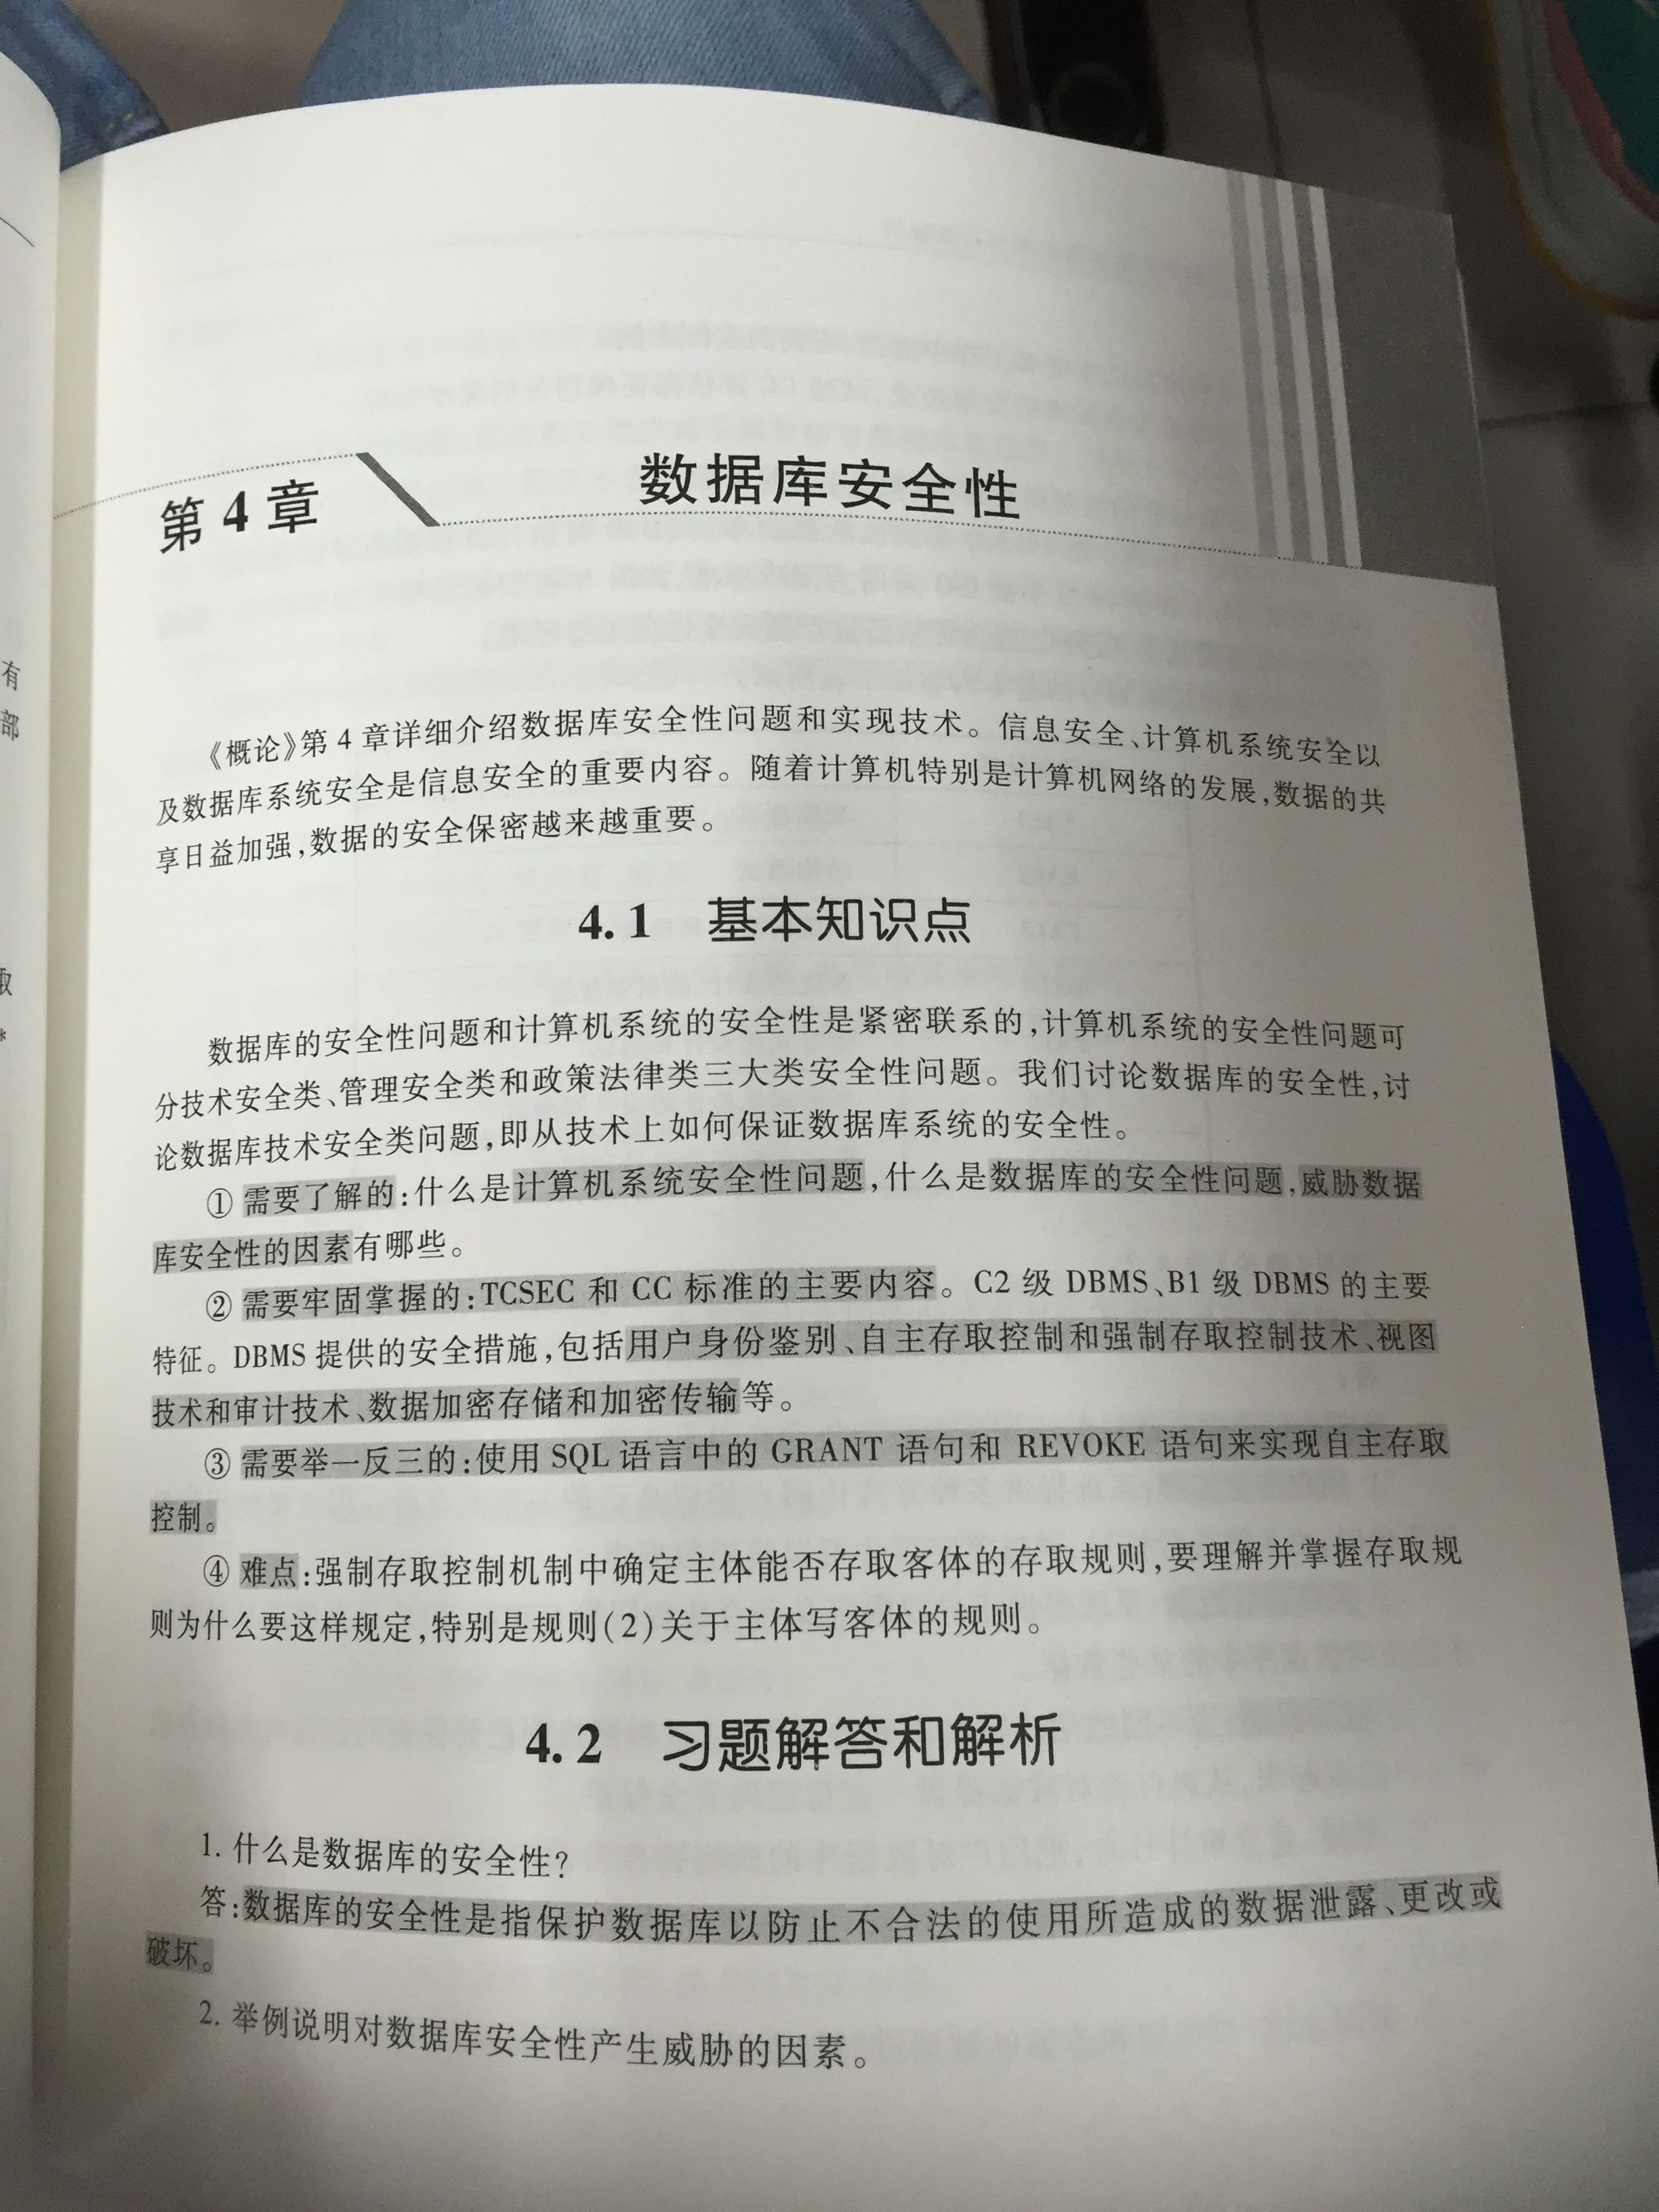 第4章 数据库安全性
《概论》第 4 章详细介绍数据库安全性问题和实现技术。信息安全、计算机系统安全以
及数据库系统安全是信息安全的重要内容。随着计算机特别是计算机网络的发展,数据的共
享日益加强,数据的安全保密越来越重要。
4.1 基本知识点
数据库的安全性问题和计算机系统的安全性是紧密联系的,计算机系统的安全性问题可
分技术安全类、管理安全类和政策法律类三大类安全性问题。我们讨论数据库的安全性,讨
论数据库技术安全类问题,即从技术上如何保证数据库系统的安全性。
① 需要了解的:什么是计算机系统安全性问题,什么是数据库的安全性问题,威胁数据
库安全性的因素有哪些。
② 需要牢固掌握的:TCSEC 和 CC 标准的主要内容。C2 级 DBMS、B1 级 DBMS 的主要
特征。DBMS 提供的安全措施,包括用户身份鉴别、自主存取控制和强制存取控制技术、视图
技术和审计技术、数据加密存储和加密传输等。
③ 需要举一反三的:使用 SQL 语言中的 GRANT 语句和 REVOKE 语句来实现自主存取
控制。
④ 难点:强制存取控制机制中确定主体能否存取客体的存取规则,要理解并掌握存取规
则为什么要这样规定,特别是规则(2)关于主体写客体的规则。
4.2 习题解答和解析
1. 什么是数据库的安全性?
答:数据库的安全性是指保护数据库以防止不合法的使用所造成的数据泄露、更改或
破坏。
2. 举例说明对数据库安全性产生威胁的因素。
有
部
*